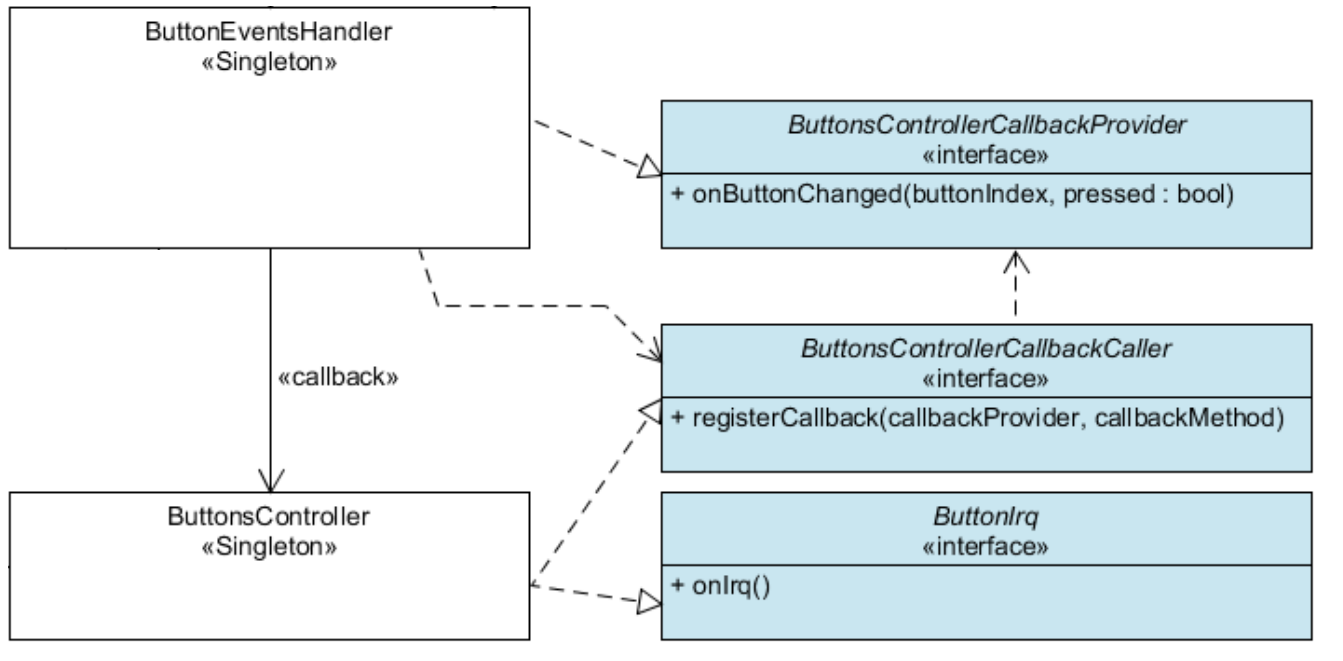 ButtonEventsHandler
«Singleton»
ButtonsControllerCallbackProvider
«interface»
+ onButtonChanged(buttonIndex, pressed : bool)
ButtonsControllerCallbackCaller
«interface»
+ registerCallback(callbackProvider, callbackMethod)
«callback»
ButtonsController
«Singleton»
ButtonIrq
«interface»
+ onIrq()